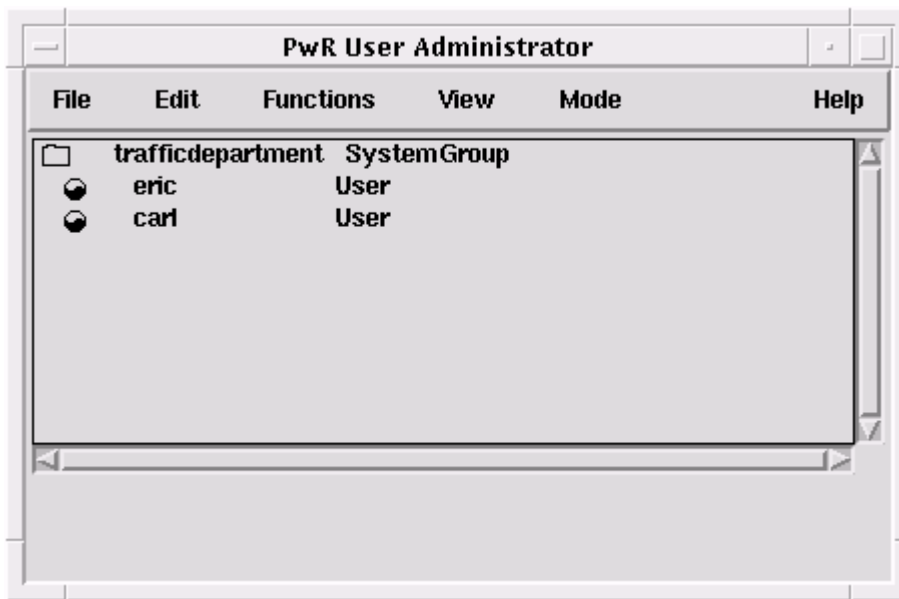 PwR User Administrator
File Edit Functions View Mode Help
trafficdepartment SystemGroup
eric User
carl User